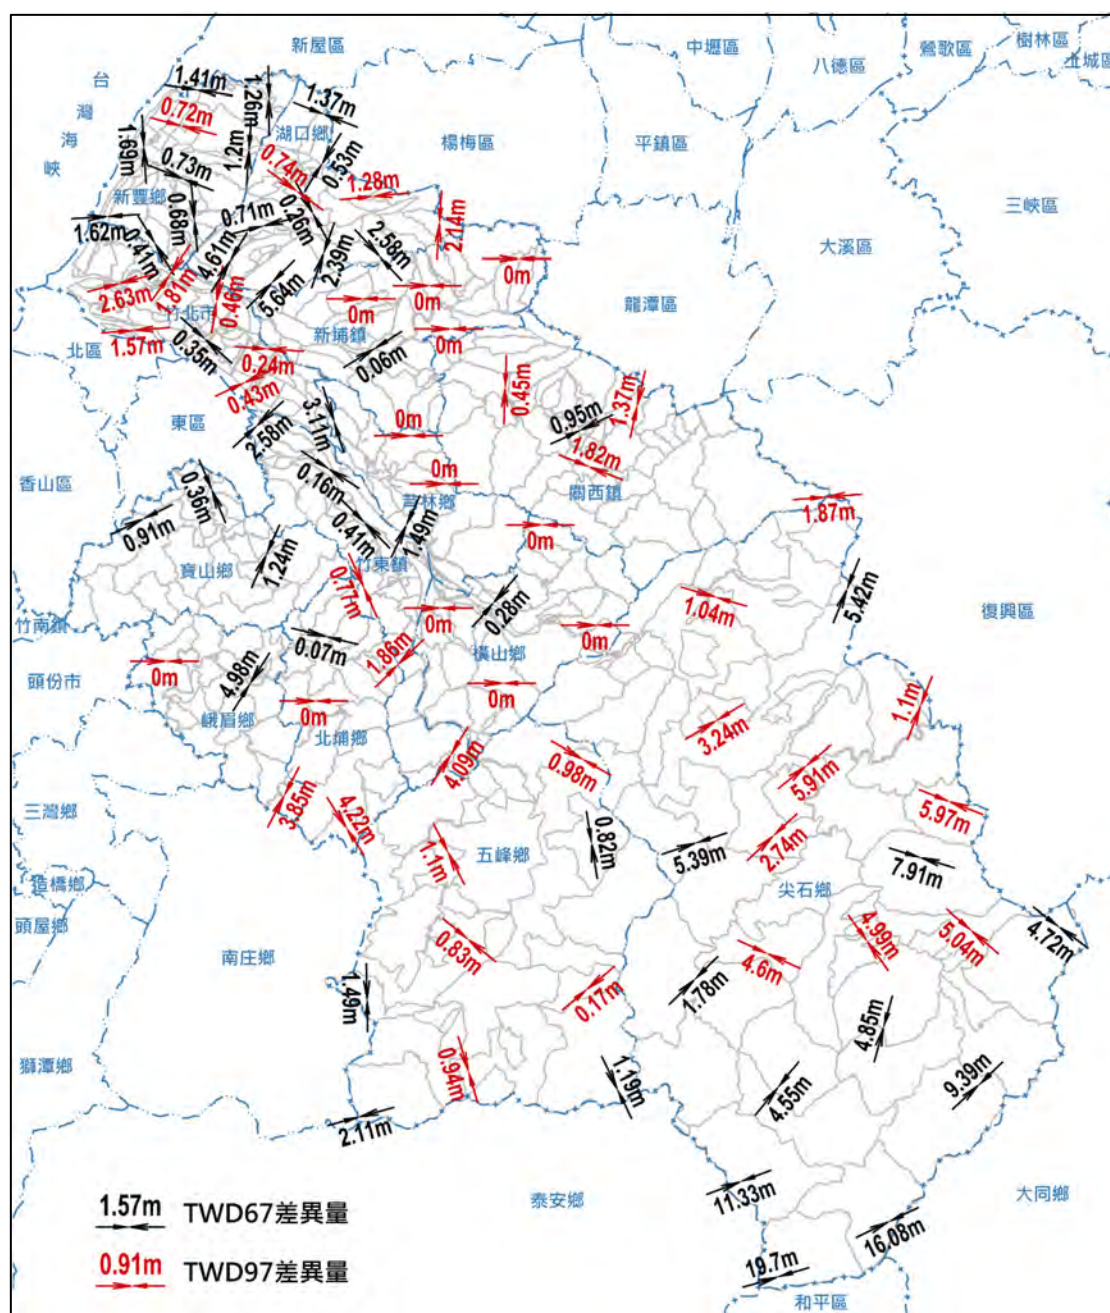 新屋區
中壢區
八德區
鶯歌區
樹林區
土城區
台
灣
海
峽
1.41m
1.26m
1.37m
0.72m
湖口鄉
楊梅區
平鎮區
1.69m
0.73m
1.2m
0.74m
0.53m
1.28m
新豐鄉
0.68m
0.71m
0.26m
三峽區
1.62m
0.41m
4.61m
2.39m
2.58m
2.14m
大溪區
0m
2.63m
1.81m
0.46m
5.64m
0m
0m
龍潭區
竹北市
新埔鎮
北區
1.57m
0.35m
0.24m
0.06m
0m
0.43m
0.45m
1.37m
東區
2.58m
3.11m
0m
0.95m
1.82m
香山區
0.36m
0.16m
0m
芎林鄉
關西鎮
0.91m
0.41m
1.49m
0m
1.87m
寶山鄉
1.24m
竹東鎮
0.77m
0m
0.28m
1.04m
5.42m
復興區
竹南鎮
0.07m
1.86m
橫山鄉
0m
頭份市
0m
4.98m
0m
峨眉鄉
0m
北埔鄉
3.24m
1.1m
4.09m
0.98m
5.91m
三灣鄉
3.85m
4.22m
5.97m
1.1m
五峰鄉
0.82m
5.39m
2.74m
7.91m
造橋鄉
尖石鄉
頭屋鄉
南庄鄉
0.83m
4.6m
4.99m
5.04m
4.72m
1.49m
0.17m
1.78m
4.85m
獅潭鄉
0.94m
1.19m
4.55m
9.39m
2.11m
泰安鄉
11.33m
大同鄉
16.08m
19.7m
和平區
1.57m TWD67差異量
0.91m TWD97差異量